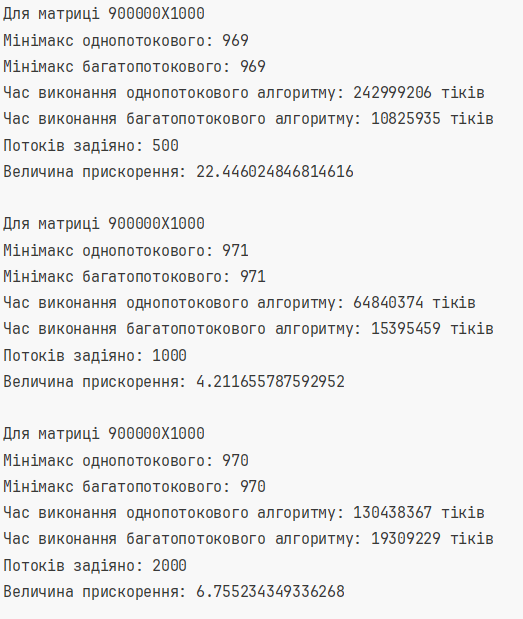 Для матриці 900000X1000
Мінімакс однопотокового: 969
Мінімакс багатопотокового: 969
Час виконання однопотокового алгоритму: 242999206 тіків
Час виконання багатопотокового алгоритму: 10825935 тіків
Потоків задіяно: 500
Величина прискорення: 22.446024846814616
Для матриці 900000X1000
Мінімакс однопотокового: 971
Мінімакс багатопотокового: 971
Час виконання однопотокового алгоритму: 64840374 тіків
Час виконання багатопотокового алгоритму: 15395459 тіків
Потоків задіяно: 1000
Величина прискорення: 4.211655787592952
Для матриці 900000X1000
Мінімакс однопотокового: 970
Мінімакс багатопотокового: 970
Час виконання однопотокового алгоритму: 130438367 тіків
Час виконання багатопотокового алгоритму: 19309229 тіків
Потоків задіяно: 2000
Величина прискорення: 6.755234349336268